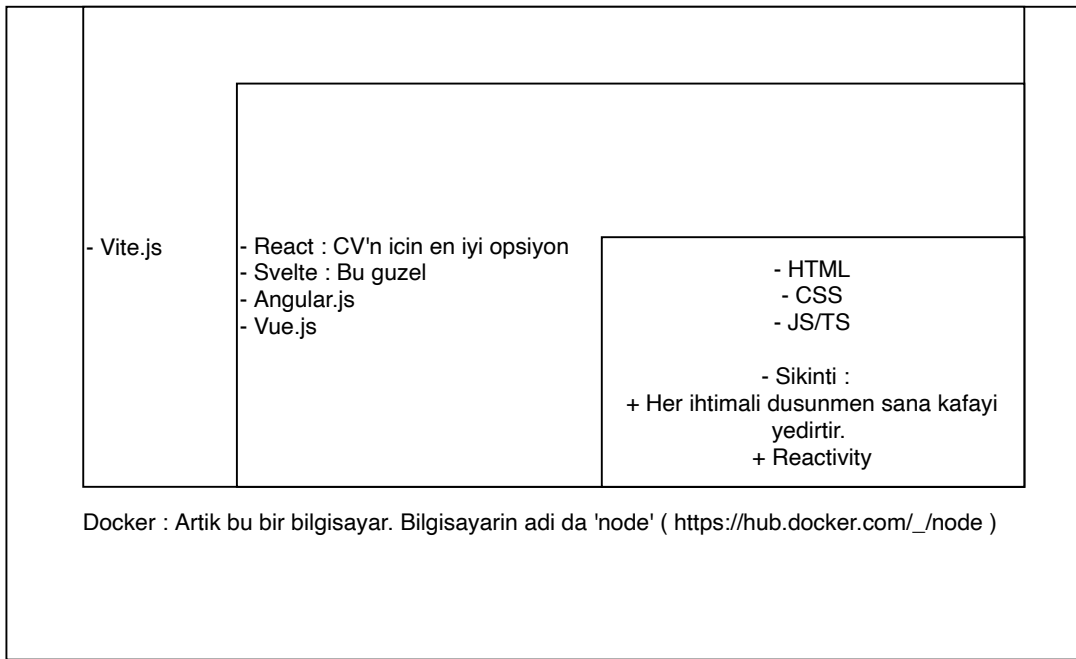 - Vite.js
- React : CV'n icin en iyi opsiyon
- Svelte : Bu guzel
- Angular.js
- Vue.js
- HTML
- CSS
- JS/TS
- Sikinti :
+ Her ihtimali dusunmen sana kafayi
yedirtir.
+ Reactivity
Docker : Artik bu bir bilgisayar. Bilgisayarin adi da 'node' ( https://hub.docker.com/_/node )